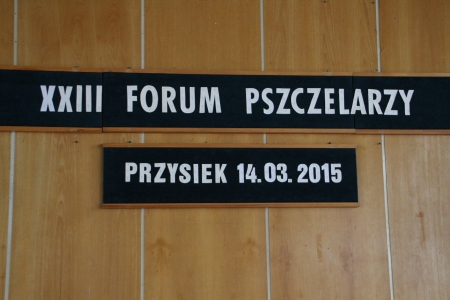 XXIII FORUM PSZCZELARZY
PRZYSIEK 14.03.2015